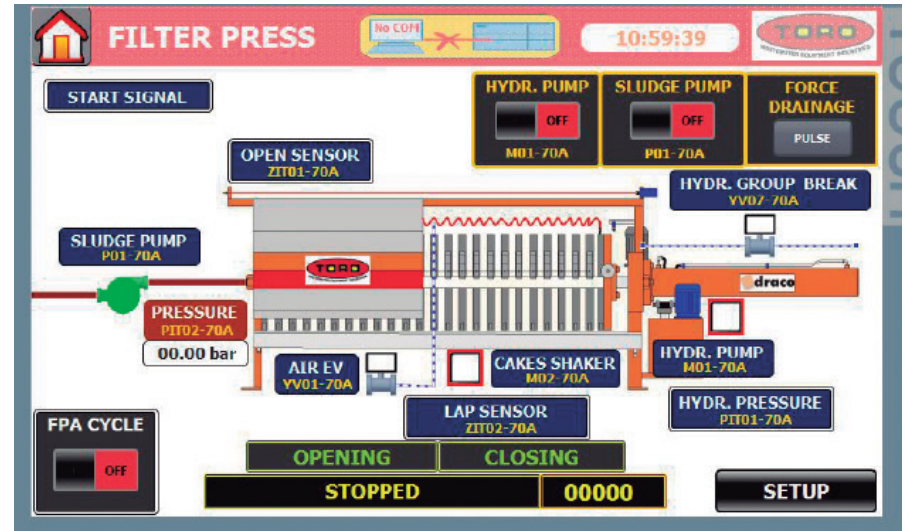 FILTER PRESS
No COM
10:59:39
TORO
START SIGNAL
HYDR. PUMP
OFF
M01-70A
SLUDGE PUMP
OFF
P01-70A
FORCE
DRAINAGE
PULSE
OPEN SENSOR
ZIT01-70A
HYDR. GROUP BREAK
YV07-70A
SLUDGE PUMP
P01-70A
TORO
draco
PRESSURE
PIT02-70A
00.00 bar
AIR EV
YV01-70A
CAKES SHAKER
M02-70A
HYDR. PUMP
M01-70A
LAP SENSOR
ZIT02-70A
HYDR. PRESSURE
PIT01-70A
FPA CYCLE
OFF
OPENING
CLOSING
STOPPED
00000
SETUP